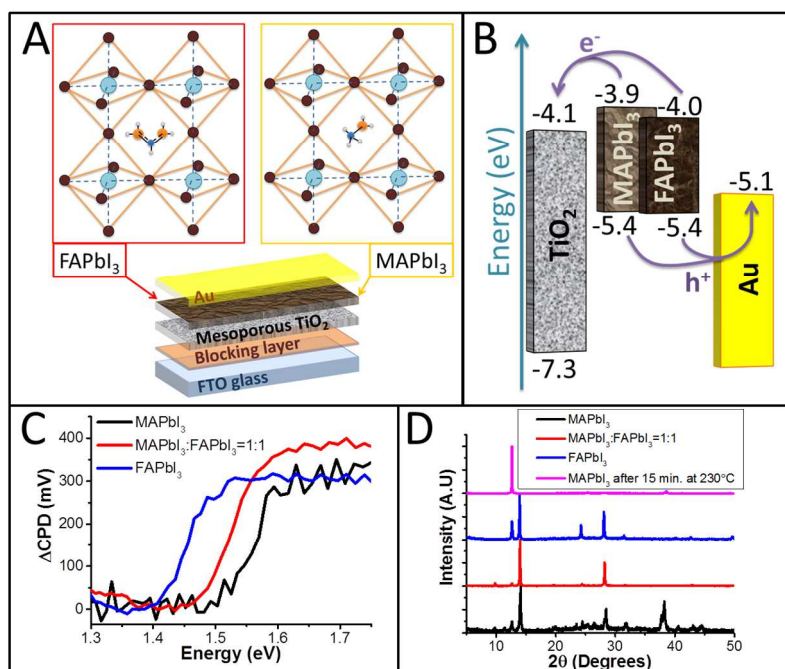 A
FAPbI₃
MAPbI₃
Au
Mesoporous TiO₂
Blocking layer
FTO glass
B
Energy (eV)
e⁻
-4.1
-3.9
-4.0
TiO₂
MAPbI₃
FAPbI₃
-5.1
-5.4
-5.4
h⁺
Au
-7.3
C
MAPbI₃
MAPbI₃:FAPbI₃=1:1
FAPbI₃
ΔCPD (mV)
400
300
200
100
0
1.3 1.4 1.5 1.6 1.7
Energy (eV)
D
MAPbI₃
MAPbI₃:FAPbI₃=1:1
FAPbI₃
MAPbI₃ after 15 min. at 230°C
Intensity (A.U)
10 20 30 40 50
2θ (Degrees)